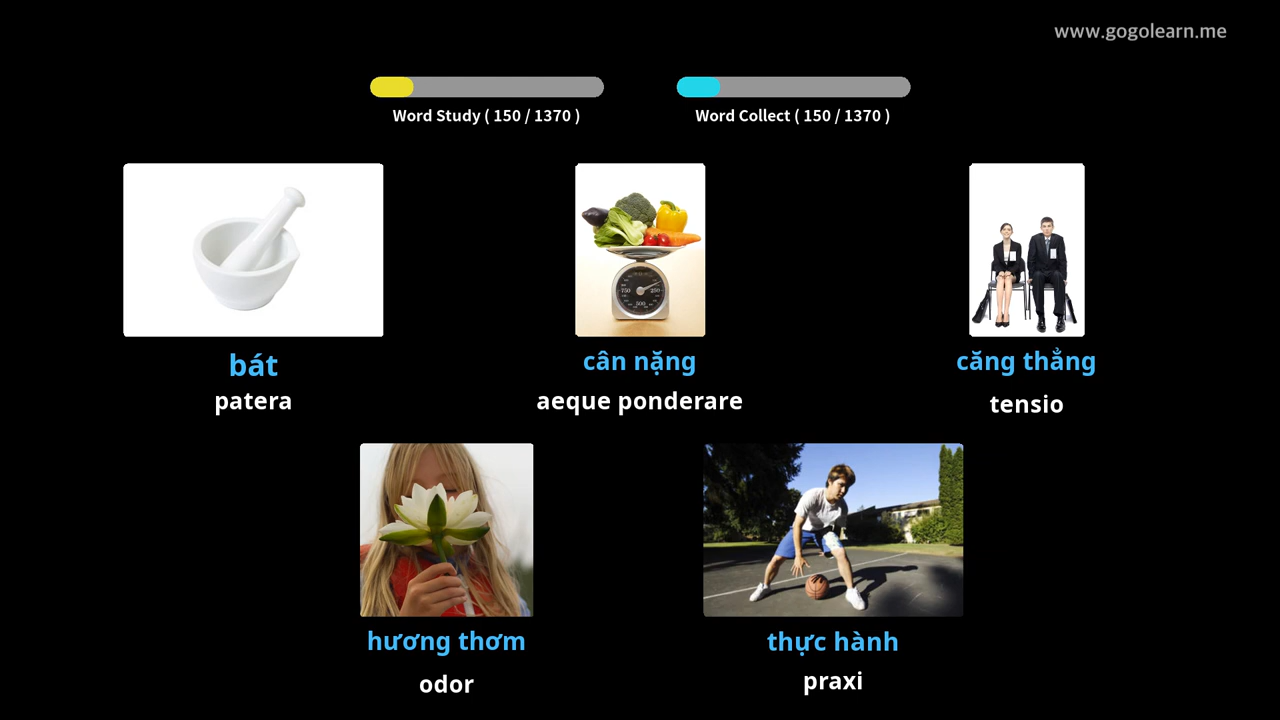 www.gogolearn.me
Word Study ( 150 / 1370 )
Word Collect ( 150 / 1370 )
bát
patera
cân nặng
aeque ponderare
căng thẳng
tensio
hương thơm
odor
thực hành
praxi